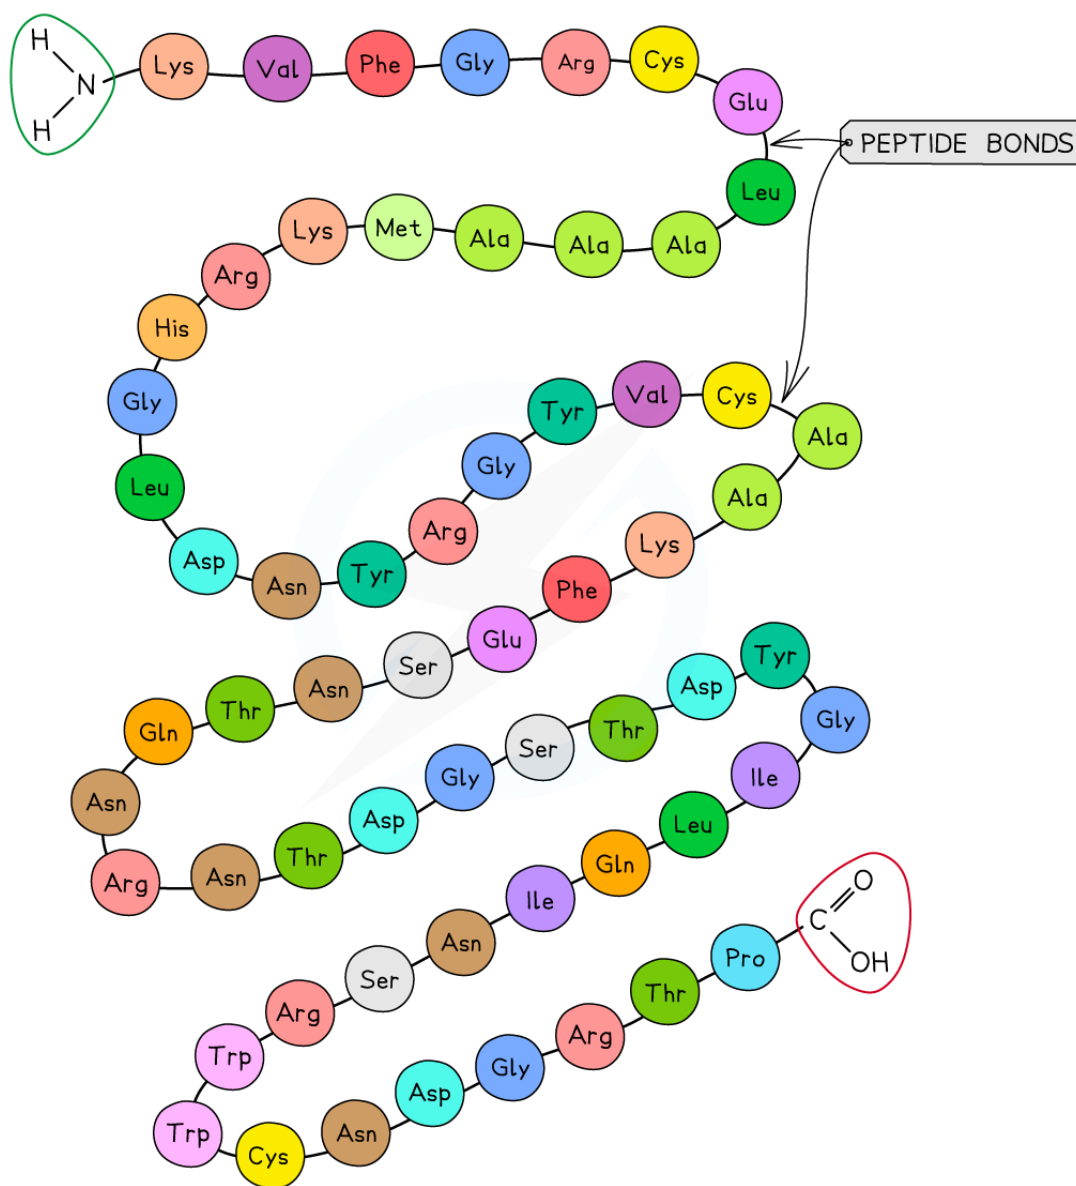 H
N
H
Lys Val Phe Gly Arg Cys Glu
PEPTIDE BONDS
Leu
Ala Ala Ala Met Lys Arg His Gly Leu Asp Asn Tyr Arg Gly Tyr Val Cys Ala
Ala Lys Phe Glu Ser Asn Thr Gln Asn Arg
Asn Thr Asp Gly Ser Thr Asp Tyr Gly
Ile Leu Gln Ile Asn Ser Arg Trp Trp
Cys Asn Asp Gly Arg Thr Pro
C
O
OH